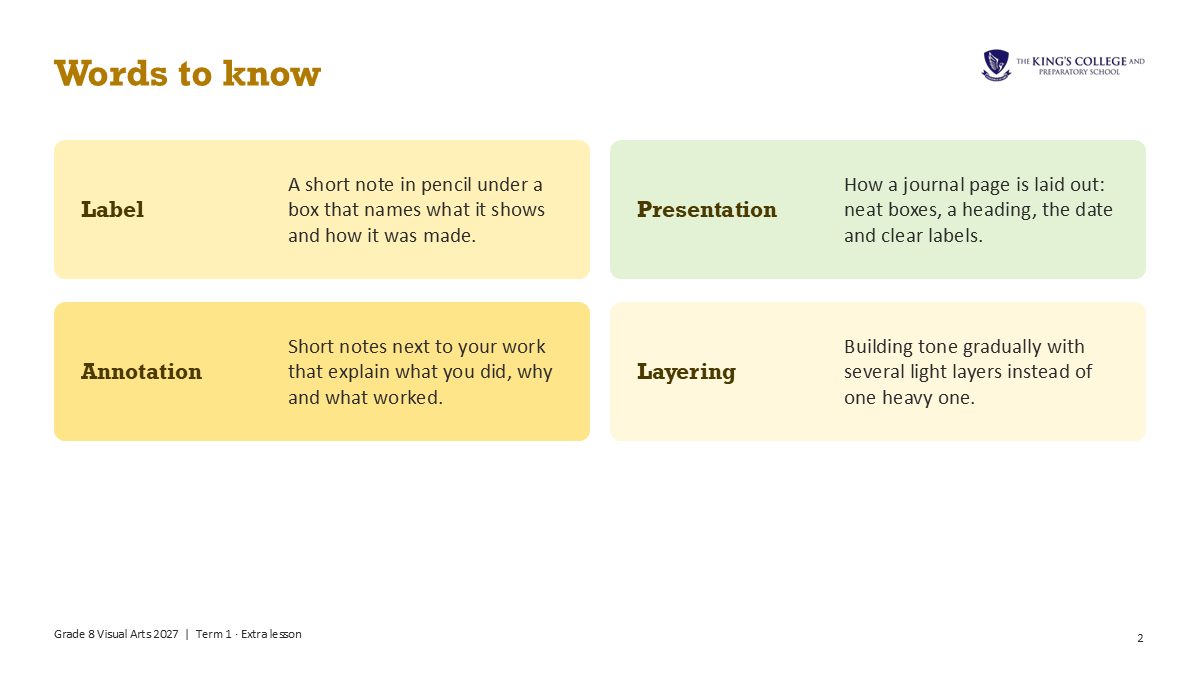 Words to know
THE KING'S COLLEGE AND
PREPARATORY SCHOOL
Label
A short note in pencil under a
box that names what it shows
and how it was made.
Presentation
How a journal page is laid out:
neat boxes, a heading, the date
and clear labels.
Annotation
Short notes next to your work
that explain what you did, why
and what worked.
Layering
Building tone gradually with
several light layers instead of
one heavy one.
Grade 8 Visual Arts 2027 | Term 1 · Extra lesson
2